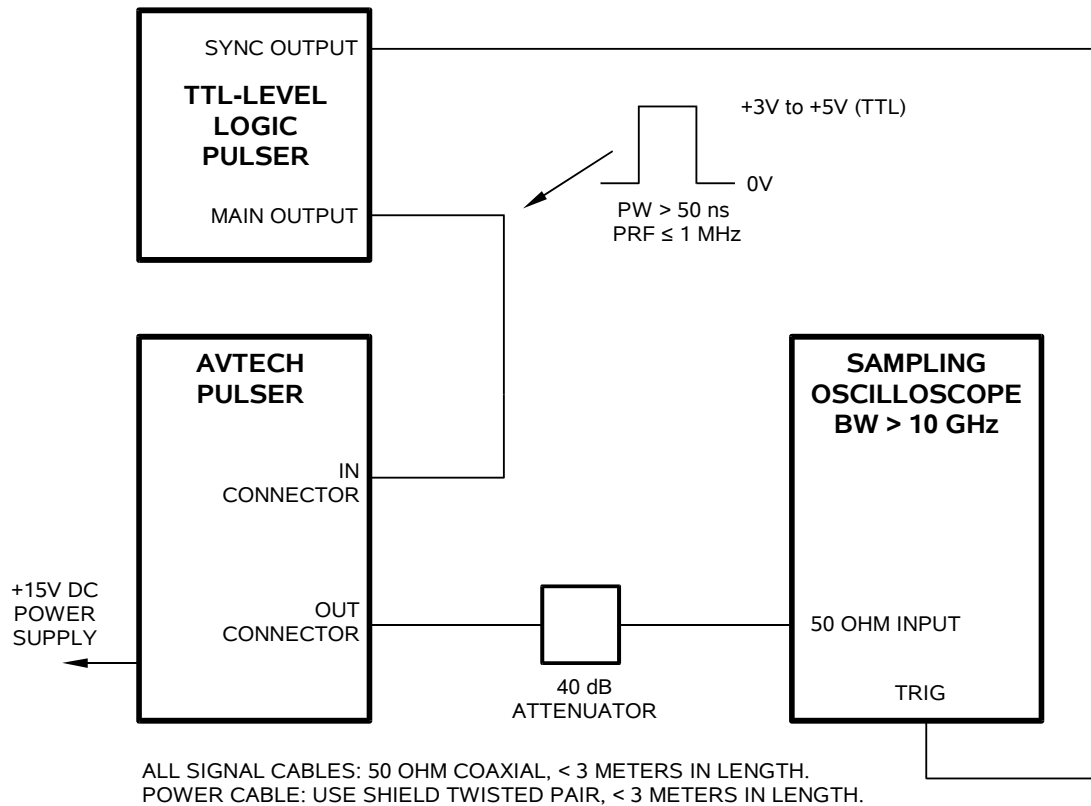 SYNC OUTPUT
TTL-LEVEL
LOGIC
PULSER
MAIN OUTPUT
+3V to +5V (TTL)
0V
PW > 50 ns
PRF ≤ 1 MHz
AVTECH
PULSER
IN
CONNECTOR
OUT
CONNECTOR
+15V DC
POWER
SUPPLY
40 dB
ATTENUATOR
SAMPLING
OSCILLOSCOPE
BW > 10 GHz
50 OHM INPUT
TRIG
ALL SIGNAL CABLES: 50 OHM COAXIAL, < 3 METERS IN LENGTH.
POWER CABLE: USE SHIELD TWISTED PAIR, < 3 METERS IN LENGTH.